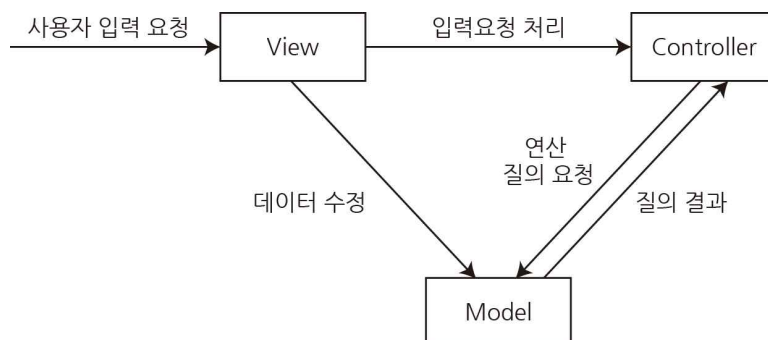 사용자 입력 요청
View
입력요청 처리
Controller
연산
질의 요청
데이터 수정
질의 결과
Model